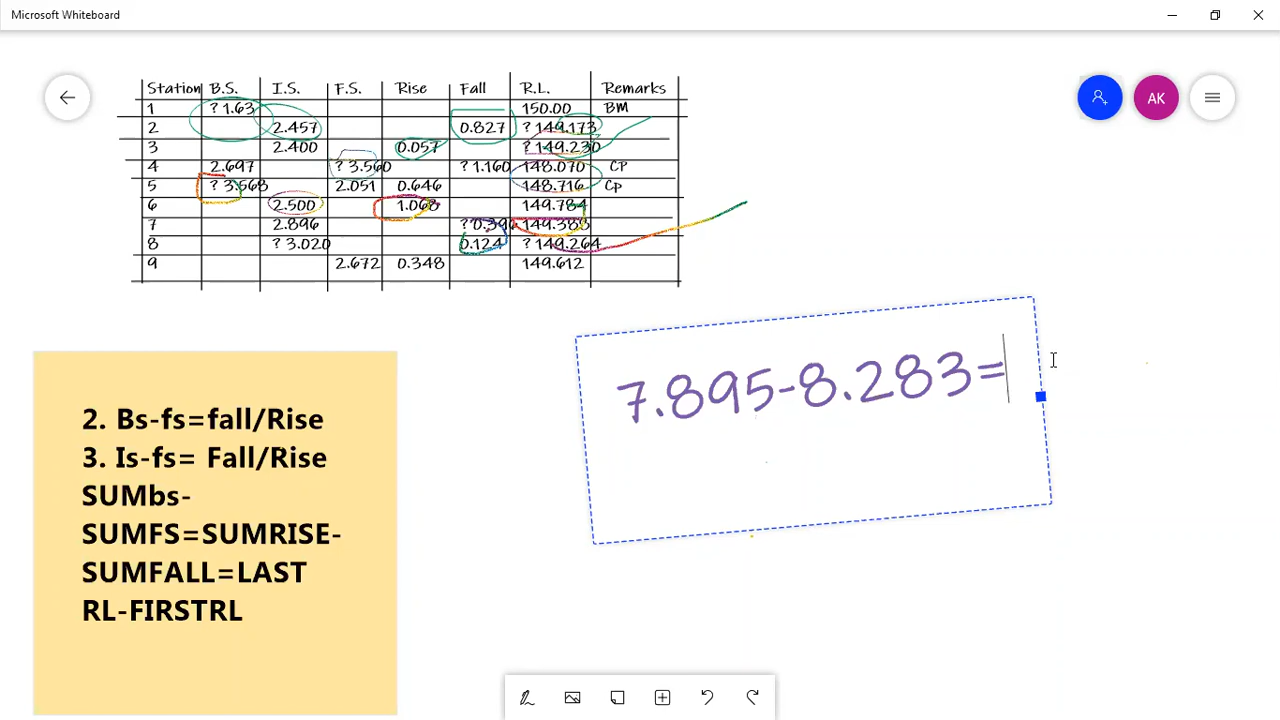 Microsoft Whiteboard
Station B.S. I.S. F.S. Rise Fall R.L. Remarks
1 ? 1.63 150.00 BM
2 2.457 0.827 ? 149.173
3 2.400 0.057 ? 149.230
4 2.697 ? 3.560 ? 1.160 148.070 CP
5 ? 3.568 2.051 0.646 148.716 Cp
6 2.500 1.068 149.784
7 2.896 ? 0.396 149.388
8 ? 3.020 0.124 ? 149.264
9 2.672 0.348 149.612
AK
7.895-8.283=
2. Bs-fs=fall/Rise
3. Is-fs= Fall/Rise
SUMbs-
SUMFS=SUMRISE-
SUMFALL=LAST
RL-FIRSTRL